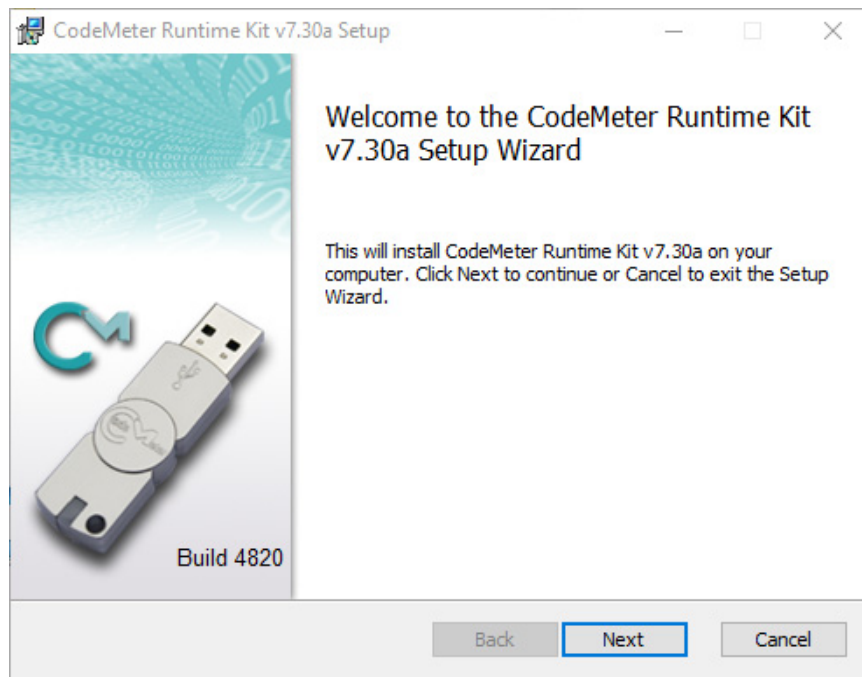 CodeMeter Runtime Kit v7.30a Setup
Welcome to the CodeMeter Runtime Kit
v7.30a Setup Wizard
This will install CodeMeter Runtime Kit v7.30a on your
computer. Click Next to continue or Cancel to exit the Setup
Wizard.
CM
Build 4820
Back
Next
Cancel